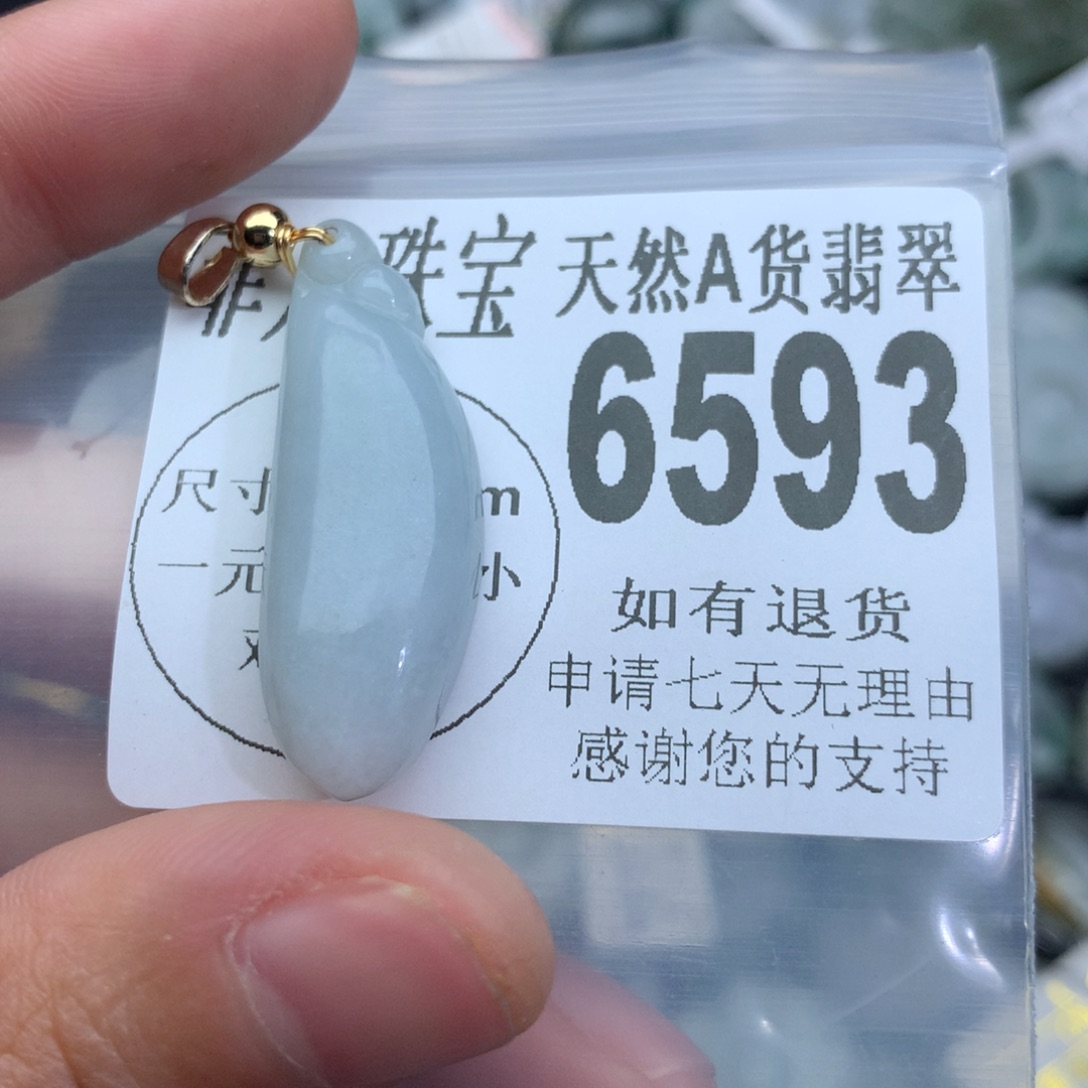 珠宝 天然A货翡翠
6593
尺寸 m
一元 小
如有退货
申请七天无理由
感谢您的支持